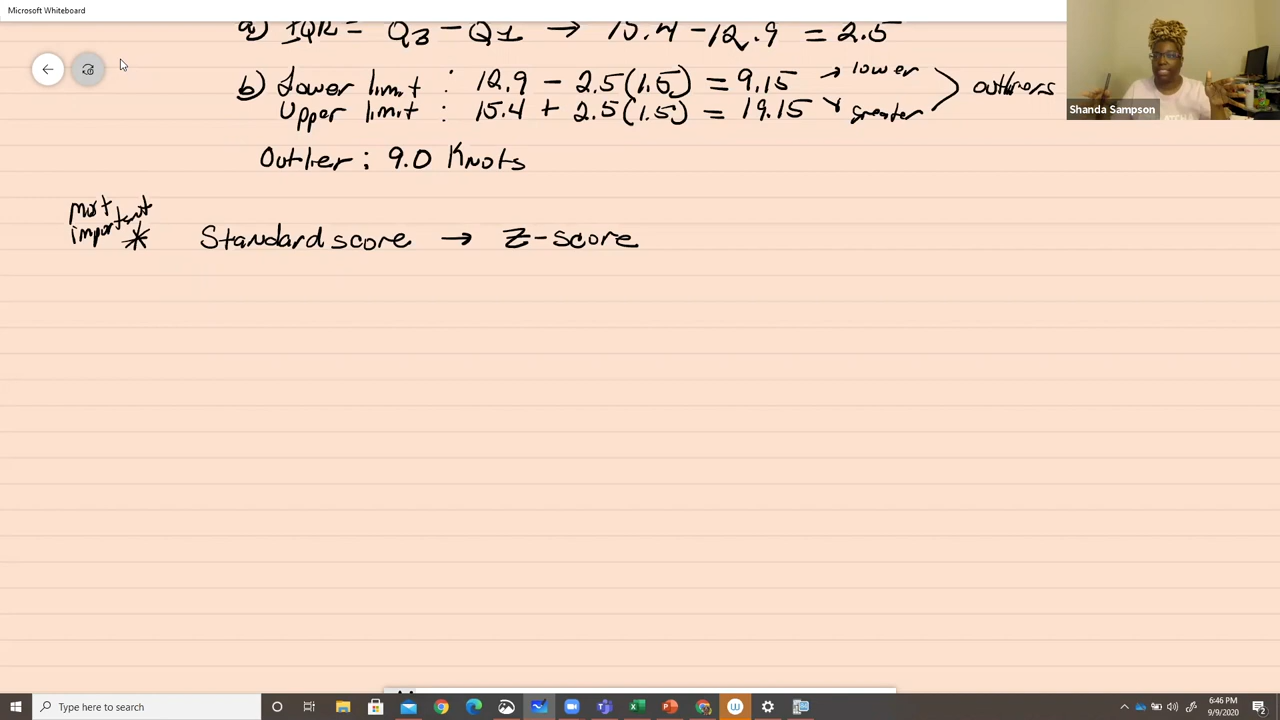 Microsoft Whiteboard
a) IQR = Q3 - Q1 → 15.4 - 12.9 = 2.5
b) Lower limit : 12.9 - 2.5(1.5) = 9.15 → lower
Upper limit : 15.4 + 2.5(1.5) = 19.15 ↘ greater
> outliers
Shanda Sampson
Outlier : 9.0 Knots
most
important *
Standard score → Z-score
Type here to search
6:46 PM
9/9/2020
2